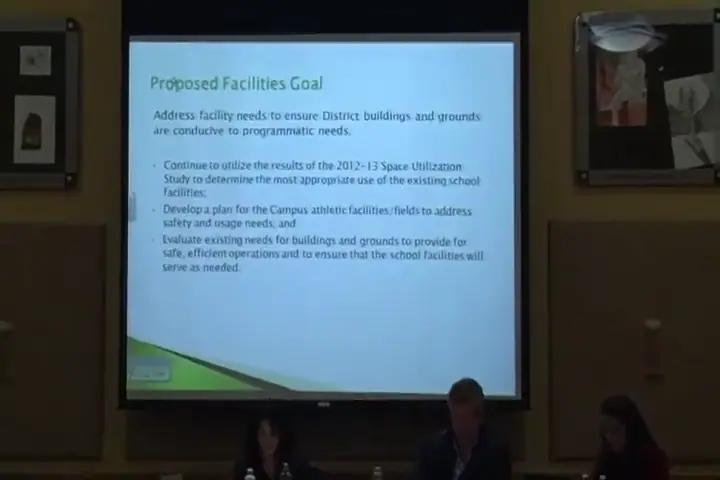 Proposed Facilities Goal
Address facility needs to ensure District buildings and grounds
are conducive to programmatic needs.
Continue to utilize the results of the 2012-13 Space Utilization
Study to determine the most appropriate use of the existing school
facilities;
Develop a plan for the Campus athletic facilities/fields to address
safety and usage needs; and
Evaluate existing needs for buildings and grounds to provide for
safe, efficient operations and to ensure that the school facilities will
serve as needed.